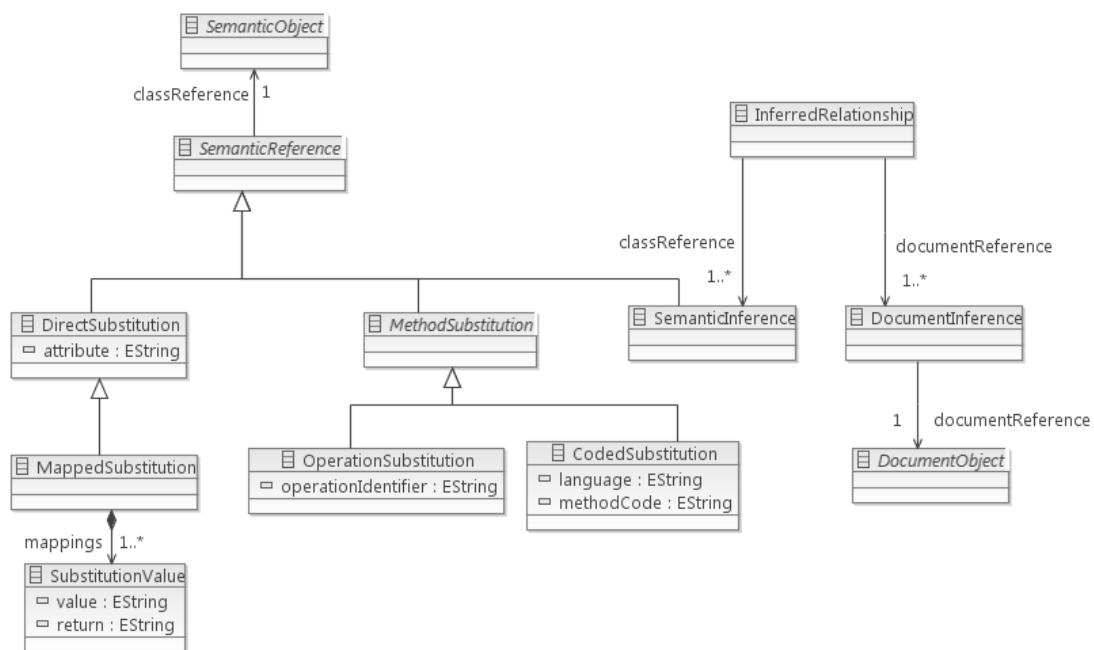 SemanticObject
classReference 1
InferredRelationship
SemanticReference
classReference
documentReference
1..*
1..*
DirectSubstitution
attribute : EString
MethodSubstitution
SemanticInference
DocumentInference
1 documentReference
MappedSubstitution
OperationSubstitution
operationIdentifier : EString
CodedSubstitution
language : EString
methodCode : EString
DocumentObject
mappings 1..*
SubstitutionValue
value : EString
return : EString